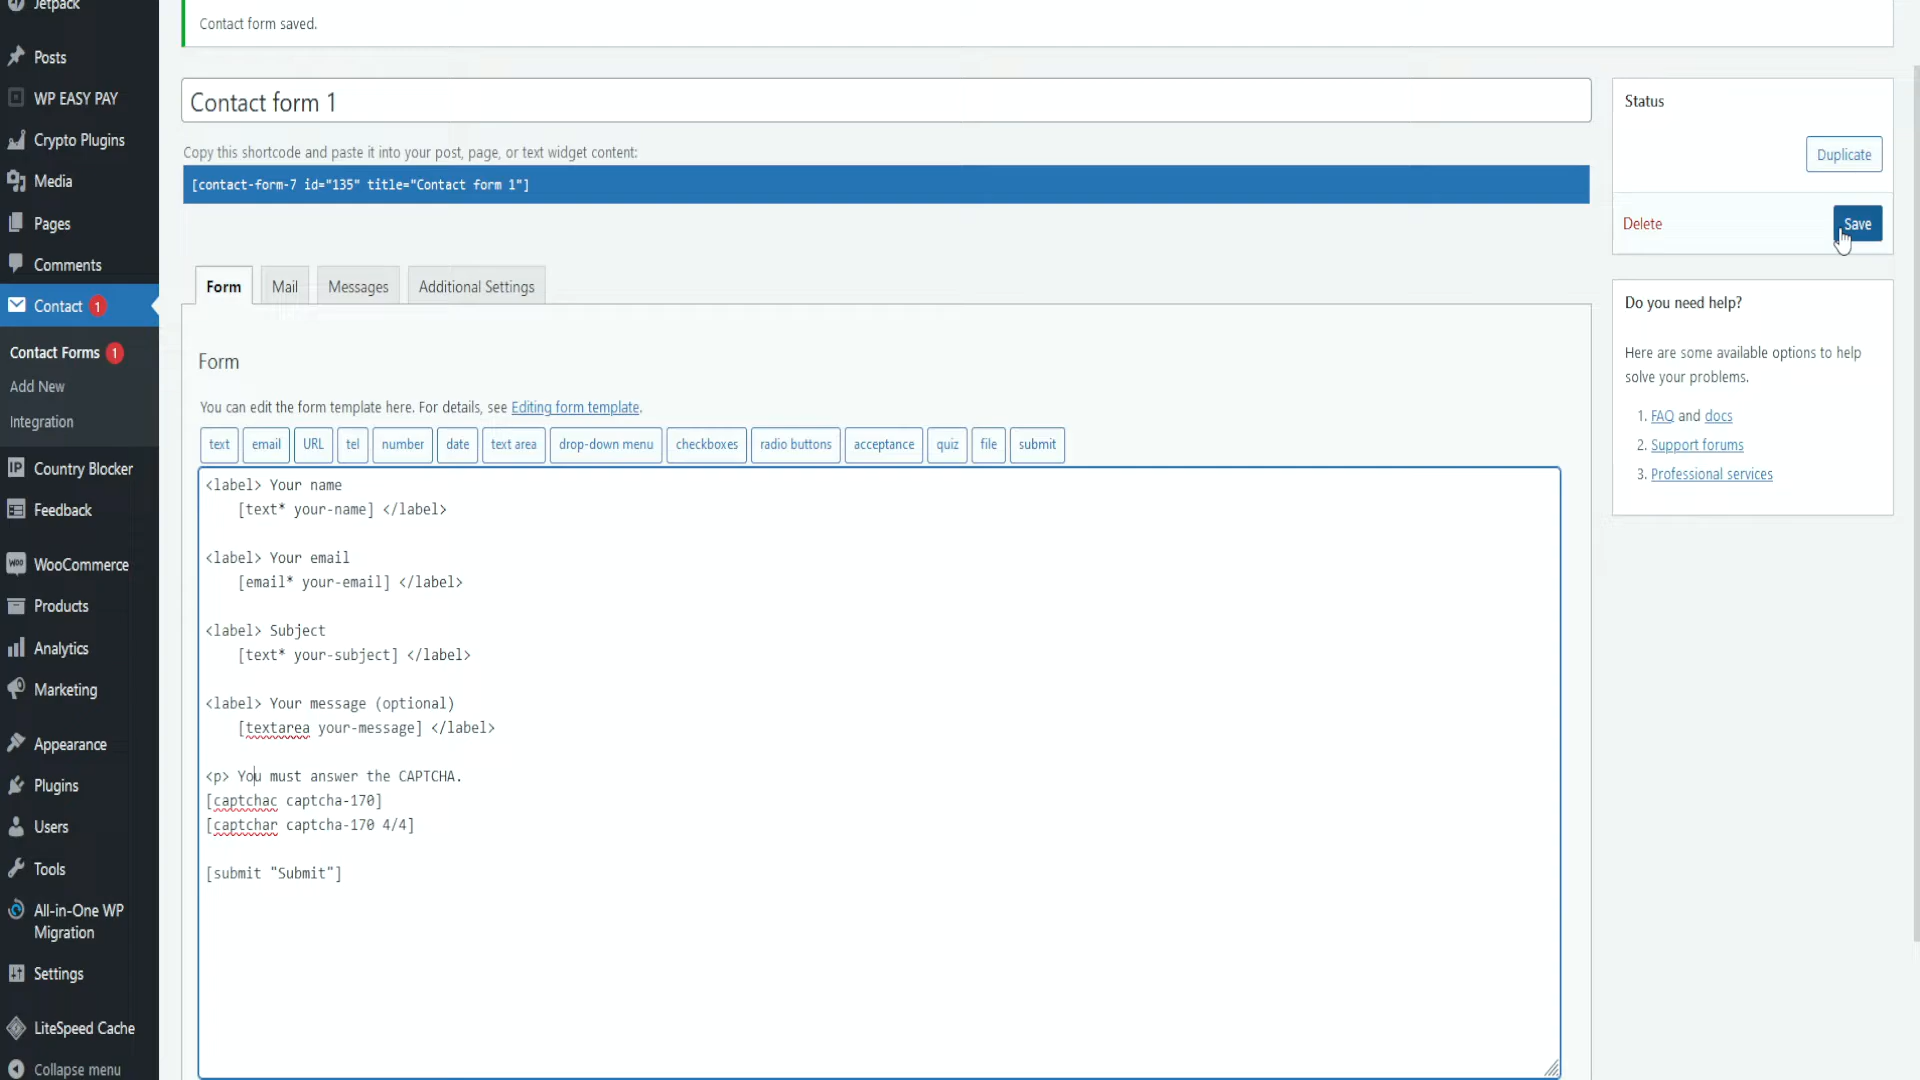 Jetpack
Posts
WP EASY PAY
Crypto Plugins
Media
Pages
Comments
Contact 1
Contact Forms 1
Add New
Integration
IP Country Blocker
Feedback
woo WooCommerce
Products
Analytics
Marketing
Appearance
Plugins
Users
Tools
All-in-One WP
Migration
Settings
LiteSpeed Cache
Collapse menu
Contact form saved.
Contact form 1
Copy this shortcode and paste it into your post, page, or text widget content:
[contact-form-7 id="135" title="Contact form 1"]
Form Mail Messages Additional Settings
Form
You can edit the form template here. For details, see Editing form template.
text email URL tel number date text area drop-down menu checkboxes radio buttons acceptance quiz file submit
<label> Your name
[text* your-name] </label>
<label> Your email
[email* your-email] </label>
<label> Subject
[text* your-subject] </label>
<label> Your message (optional)
[textarea your-message] </label>
<p> You must answer the CAPTCHA.
[captchac captcha-170]
[captchar captcha-170 4/4]
[submit "Submit"]
Status
Duplicate
Delete Save
Do you need help?
Here are some available options to help
solve your problems.
1. FAQ and docs
2. Support forums
3. Professional services